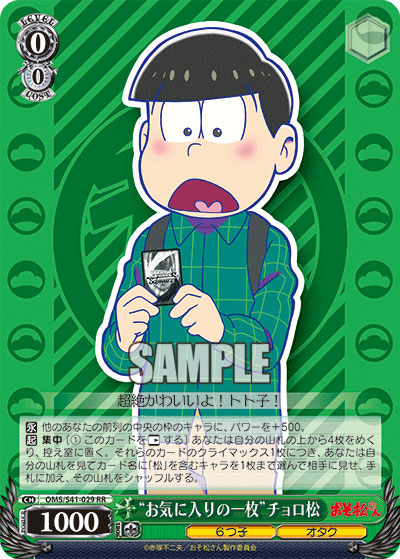 LEVEL
0
0
COST
SAMPLE
超絶かわいいよ！トト子！
永 他のあなたの前列の中央の枠のキャラに、パワーを＋500。
起 集中［① このカードをする］ あなたは自分の山札の上から4枚をめく
り、控え室に置く。それらのカードのクライマックス1枚につき、あなたは自分
の山札を見てカード名に「松」を含むキャラを1枚まで選んで相手に見せ、手
札に加え、その山札をシャッフルする。
CH OMS/S41-029 RR
1000
“お気に入りの一枚”チョロ松
おそ松さん
６つ子
オタク
©赤塚不二夫／おそ松さん製作委員会